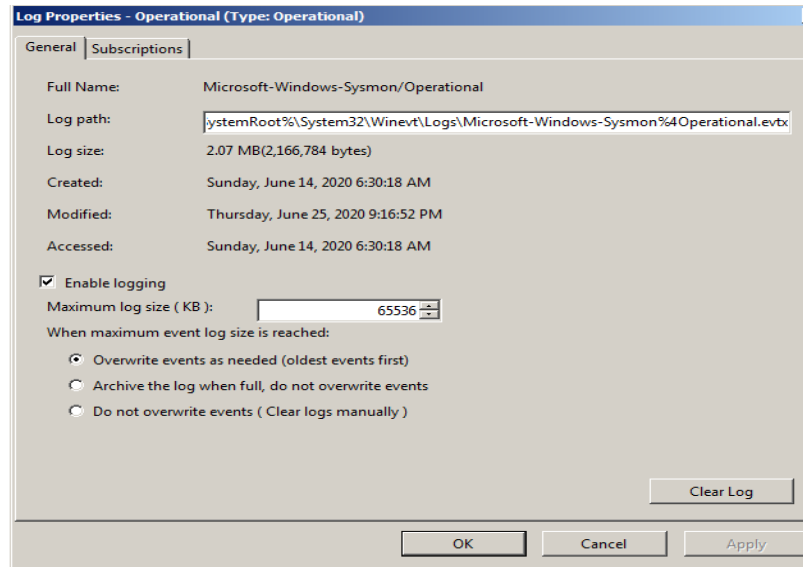 Log Properties - Operational (Type: Operational)
General Subscriptions
Full Name: Microsoft-Windows-Sysmon/Operational
Log path: ystemRoot%\System32\Winevt\Logs\Microsoft-Windows-Sysmon%4Operational.evtx
Log size: 2.07 MB(2,166,784 bytes)
Created: Sunday, June 14, 2020 6:30:18 AM
Modified: Thursday, June 25, 2020 9:16:52 PM
Accessed: Sunday, June 14, 2020 6:30:18 AM
Enable logging
Maximum log size ( KB ): 65536
When maximum event log size is reached:
Overwrite events as needed (oldest events first)
Archive the log when full, do not overwrite events
Do not overwrite events ( Clear logs manually )
Clear Log
OK Cancel Apply